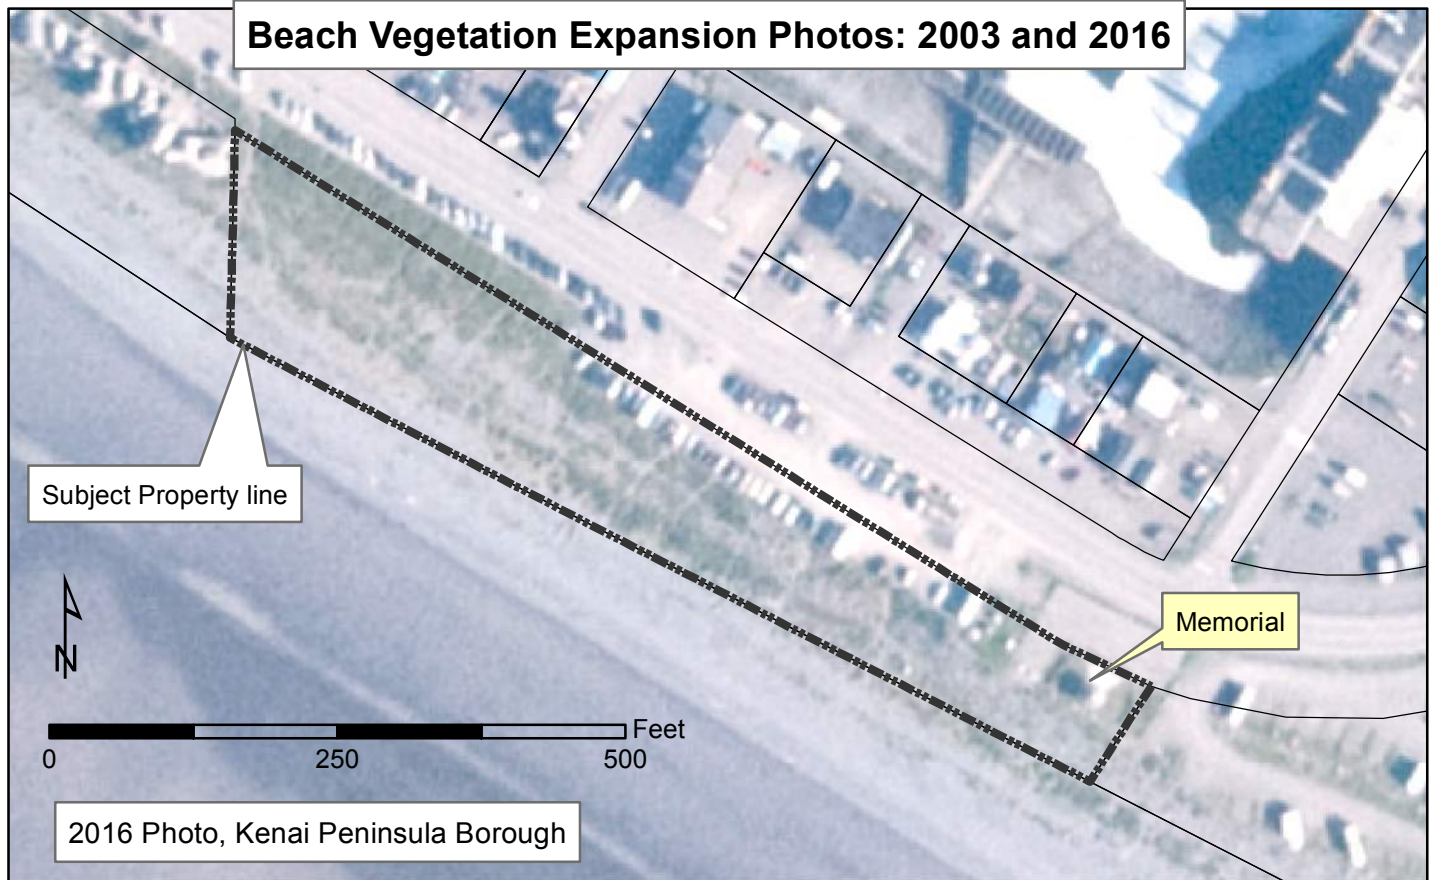 Beach Vegetation Expansion Photos: 2003 and 2016
Subject Property line
Memorial
N
Feet
0 250 500
2016 Photo, Kenai Peninsula Borough